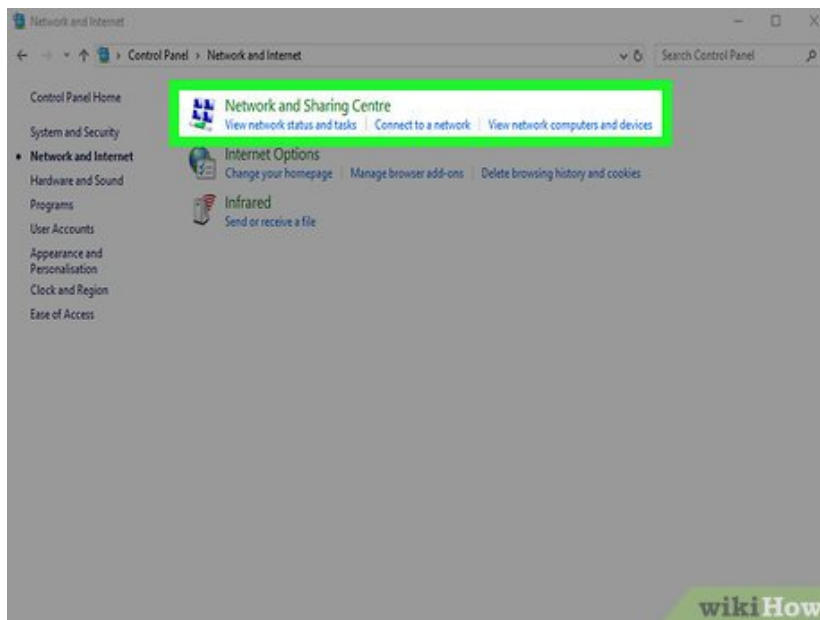 Network and Internet
Control Panel > Network and Internet
Search Control Panel
Control Panel Home
System and Security
Network and Internet
Hardware and Sound
Programs
User Accounts
Appearance and
Personalisation
Clock and Region
Ease of Access
Network and Sharing Centre
View network status and tasks | Connect to a network | View network computers and devices
Internet Options
Change your homepage | Manage browser add-ons | Delete browsing history and cookies
Infrared
Send or receive a file
wikiHow